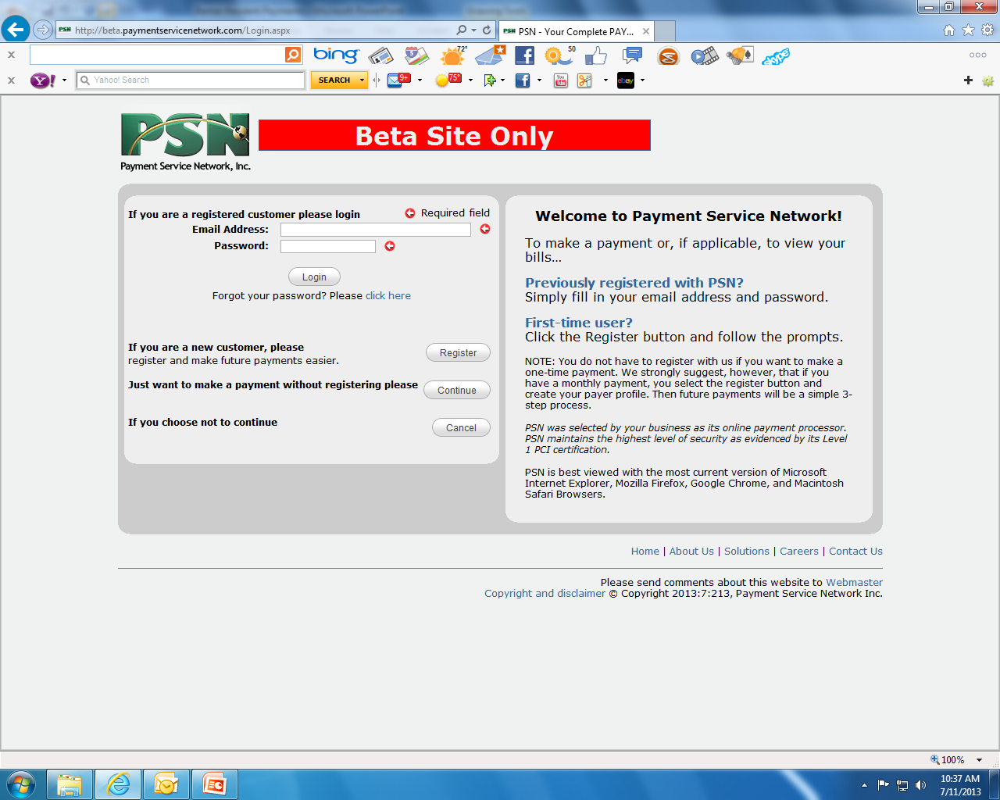 http://beta.paymentservicenetwork.com/Login.aspx
PSN
PSN - Your Complete PAY...
bing
72°
50
skype
Y!
Yahoo! Search
SEARCH
9+
75°
You Tube
ebay
PSN
Payment Service Network, Inc.
Beta Site Only
If you are a registered customer please login
Required field
Email Address:
Password:
Login
Forgot your password? Please click here
If you are a new customer, please
register and make future payments easier.
Register
Just want to make a payment without registering please
Continue
If you choose not to continue
Cancel
Welcome to Payment Service Network!
To make a payment or, if applicable, to view your
bills...
Previously registered with PSN?
Simply fill in your email address and password.
First-time user?
Click the Register button and follow the prompts.
NOTE: You do not have to register with us if you want to make a
one-time payment. We strongly suggest, however, that if you
have a monthly payment, you select the register button and
create your payer profile. Then future payments will be a simple 3-
step process.
PSN was selected by your business as its online payment processor.
PSN maintains the highest level of security as evidenced by its Level
1 PCI certification.
PSN is best viewed with the most current version of Microsoft
Internet Explorer, Mozilla Firefox, Google Chrome, and Macintosh
Safari Browsers.
Home | About Us | Solutions | Careers | Contact Us
Please send comments about this website to Webmaster
Copyright and disclaimer © Copyright 2013:7:213, Payment Service Network Inc.
100%
10:37 AM
7/11/2013